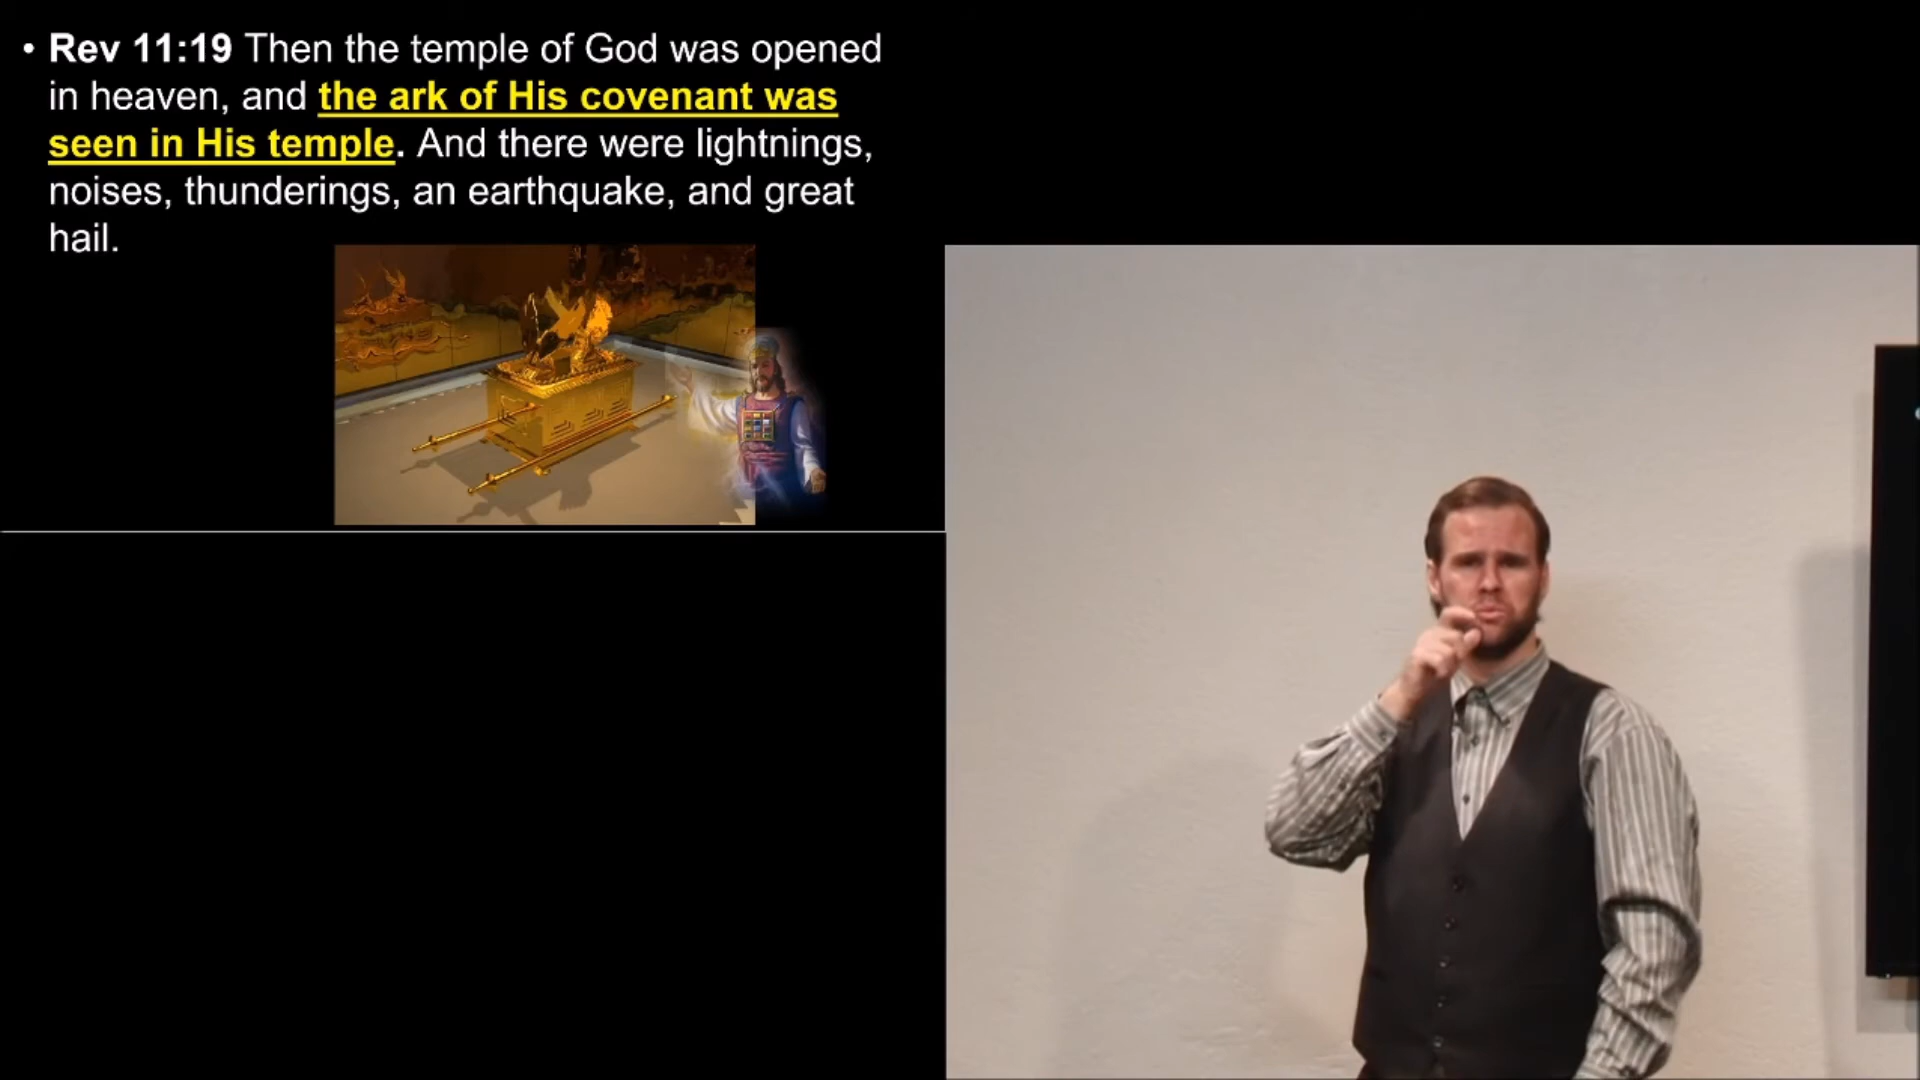 • Rev 11:19 Then the temple of God was opened
in heaven, and the ark of His covenant was
seen in His temple. And there were lightnings,
noises, thunderings, an earthquake, and great
hail.